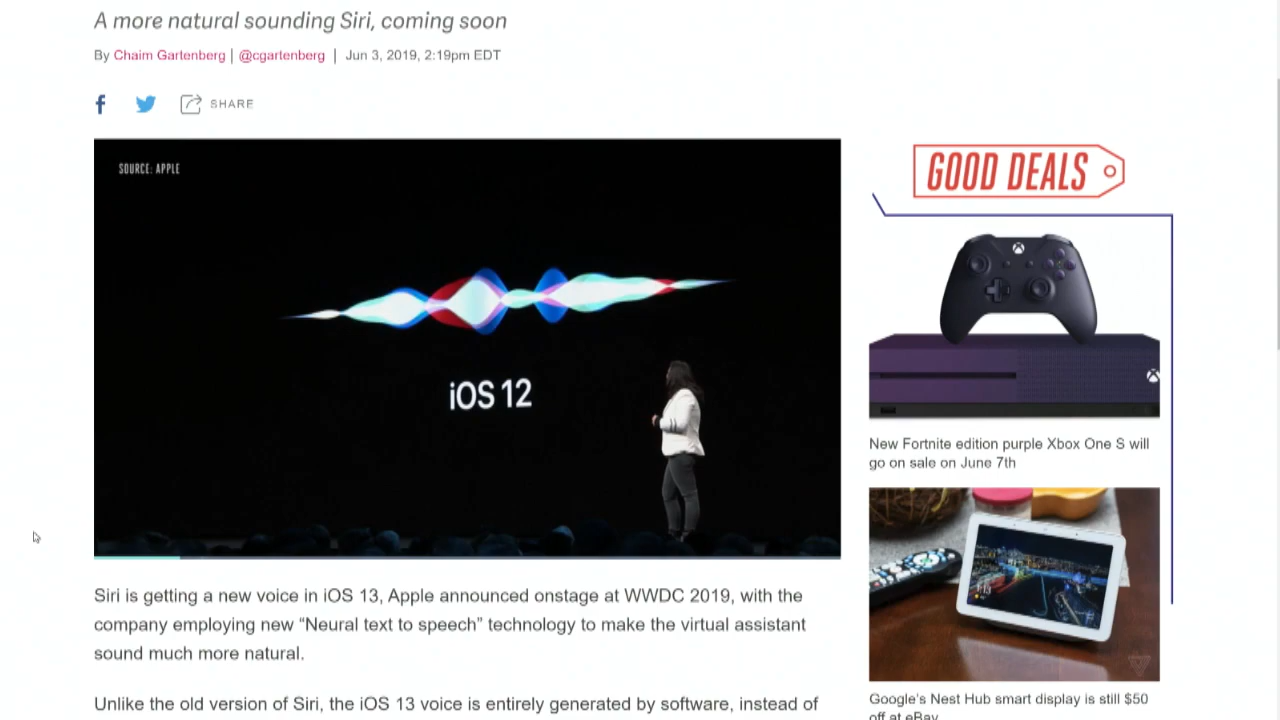 A more natural sounding Siri, coming soon
By Chaim Gartenberg | @cgartenberg | Jun 3, 2019, 2:19pm EDT
SHARE
SOURCE: APPLE
iOS 12
Siri is getting a new voice in iOS 13, Apple announced onstage at WWDC 2019, with the
company employing new “Neural text to speech” technology to make the virtual assistant
sound much more natural.
Unlike the old version of Siri, the iOS 13 voice is entirely generated by software, instead of
GOOD DEALS
New Fortnite edition purple Xbox One S will
go on sale on June 7th
Google's Nest Hub smart display is still $50
off at eBay